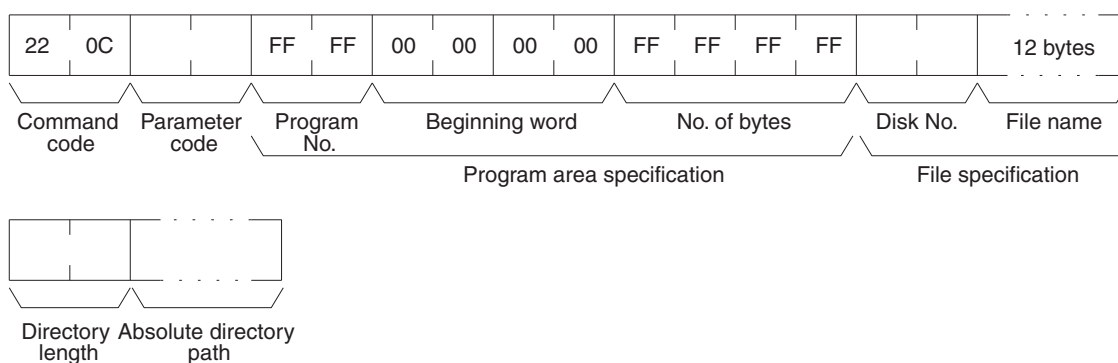 22 0C FF FF 00 00 00 00 FF FF FF FF 12 bytes
Command code
Parameter code
Program No.
Beginning word
No. of bytes
Disk No.
File name
Program area specification
File specification
Directory length
Absolute directory path